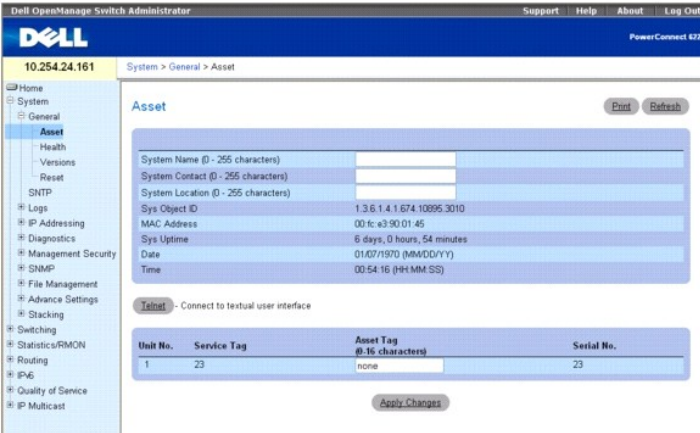 Dell OpenManage Switch Administrator
Support Help About Log Out
DELL
PowerConnect 622
10.254.24.161
System > General > Asset
Home
System
General
Asset
Health
Versions
Reset
SNTP
Logs
IP Addressing
Diagnostics
Management Security
SNMP
File Management
Advance Settings
Stacking
Switching
Statistics/RMON
Routing
IPv6
Quality of Service
IP Multicast
Asset
Print Refresh
System Name (0 - 255 characters)
System Contact (0 - 255 characters)
System Location (0 - 255 characters)
Sys Object ID 1.3.6.1.4.1.674.10895.3010
MAC Address 00:fc:e3:90:01:45
Sys Uptime 6 days, 0 hours, 54 minutes
Date 01/07/1970 (MM/DD/YY)
Time 00:54:16 (HH:MM:SS)
Telnet - Connect to textual user interface
Unit No. Service Tag Asset Tag (0-16 characters) Serial No.
1 23 none 23
Apply Changes